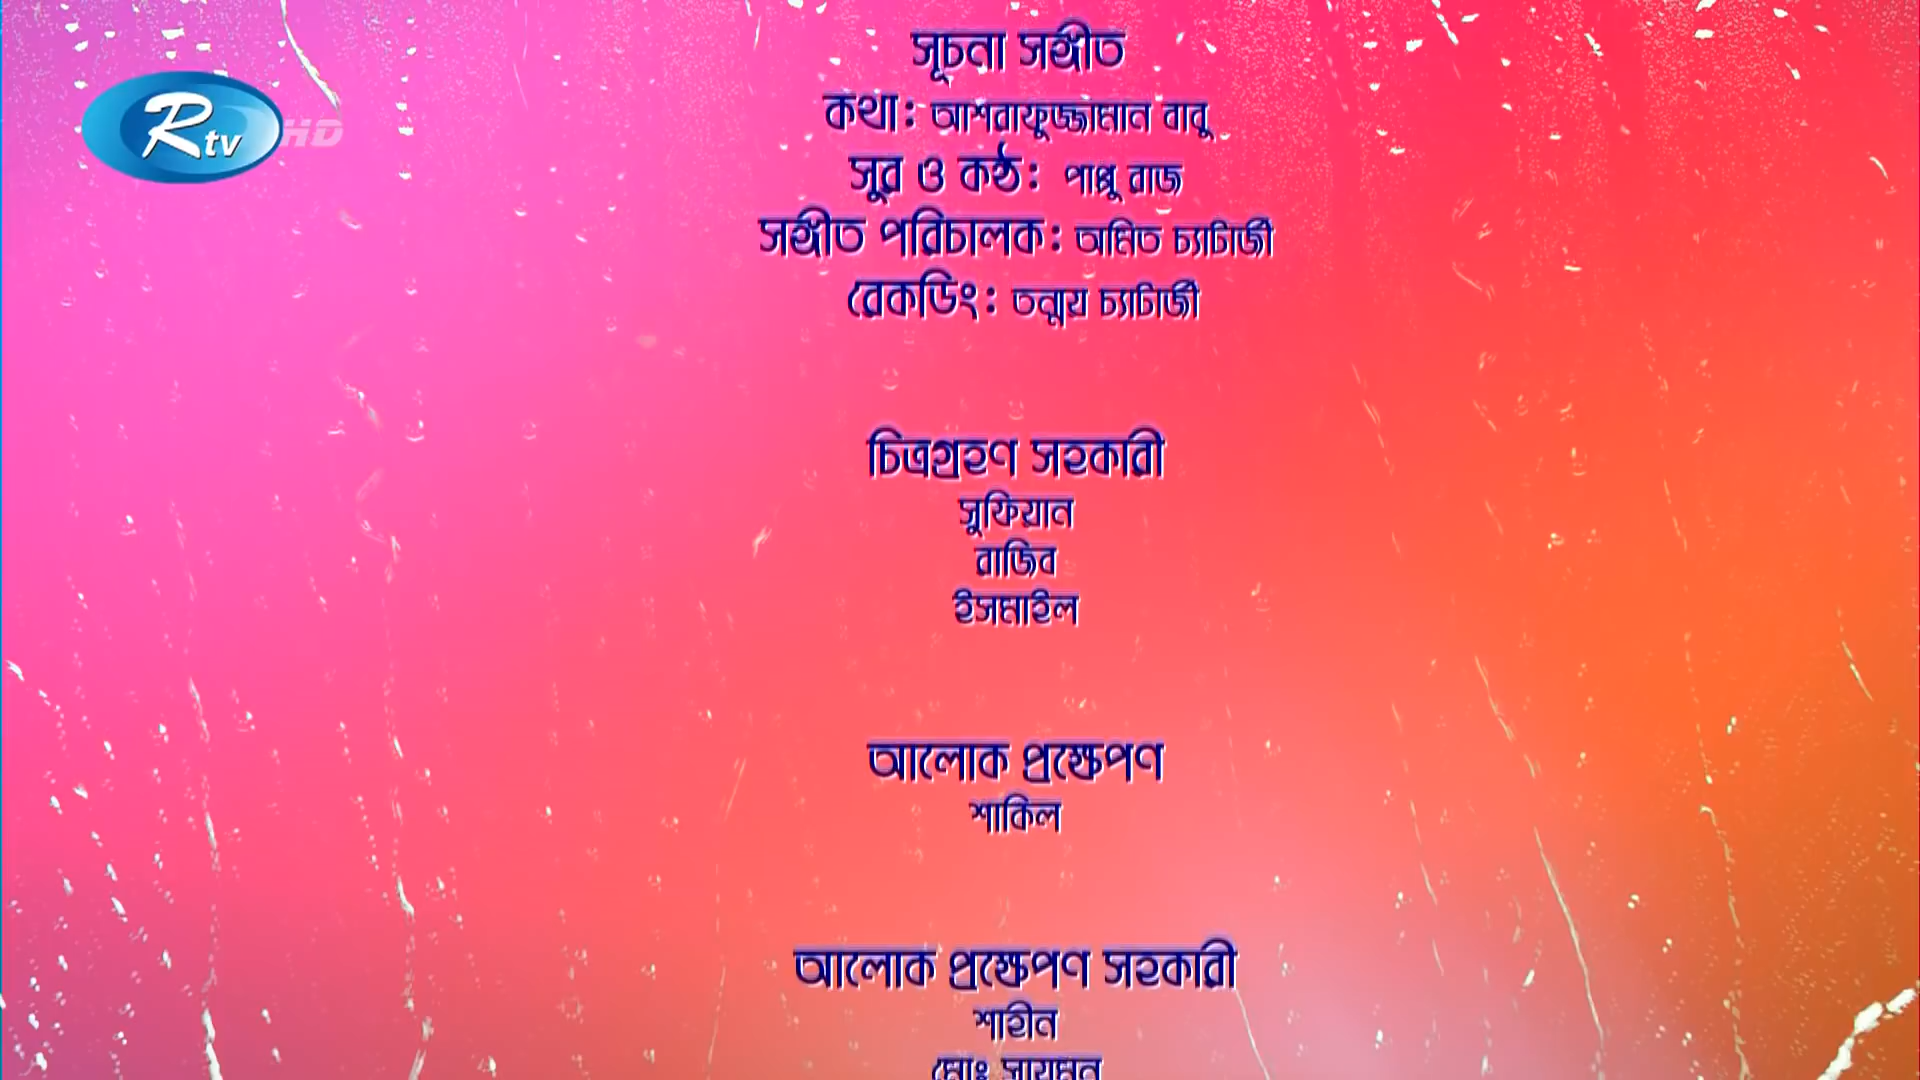 সূচনা সঙ্গীত
Rtv HD
কথা: আশরাফুজ্জামান বাবু
সুর ও কণ্ঠ: পাপ্পু রাজ
সঙ্গীত পরিচালক: অমিত চ্যাটার্জী
রেকর্ডিং: তন্ময় চ্যাটার্জী
চিত্রগ্রহণ সহকারী
সুফিয়ান
রাজিব
ইসমাইল
আলোক প্রক্ষেপণ
শাকিল
আলোক প্রক্ষেপণ সহকারী
শাহীন
মোঃ